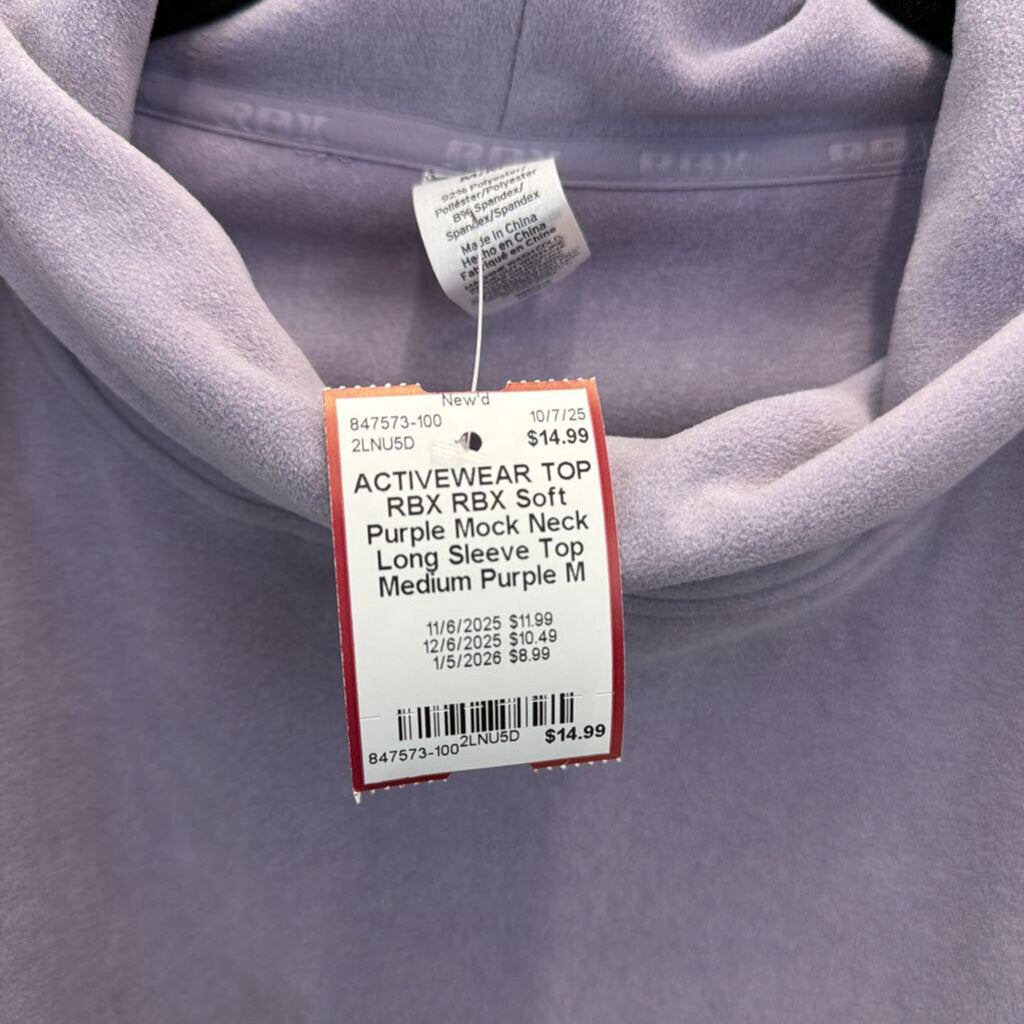 RBX RBX RBX RB
M/
92% Polyester/
Poliéster/Polyester
8% Spandex/
Spandex/Spandex
Made in China
Hecho en China
Fabriqué en Chine
New'd
847573-100 10/7/25
2LNU5D $14.99
ACTIVEWEAR TOP
RBX RBX Soft
Purple Mock Neck
Long Sleeve Top
Medium Purple M
11/6/2025 $11.99
12/6/2025 $10.49
1/5/2026 $8.99
847573-100 2LNU5D $14.99